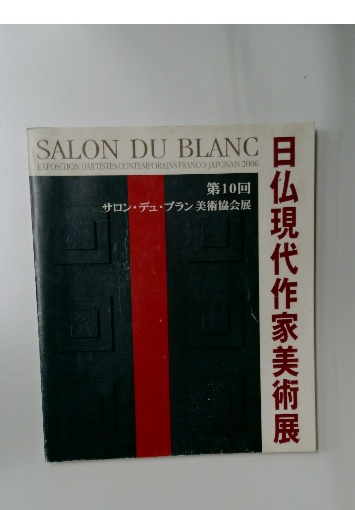 SALON DU BLANC
EXPOSITION D'ARTISTES CONTEMPORAINS FRANCO-JAPONAIS 2006
第10回
サロン・デュ・ブラン 美術協会展
日仏現代作家美術展